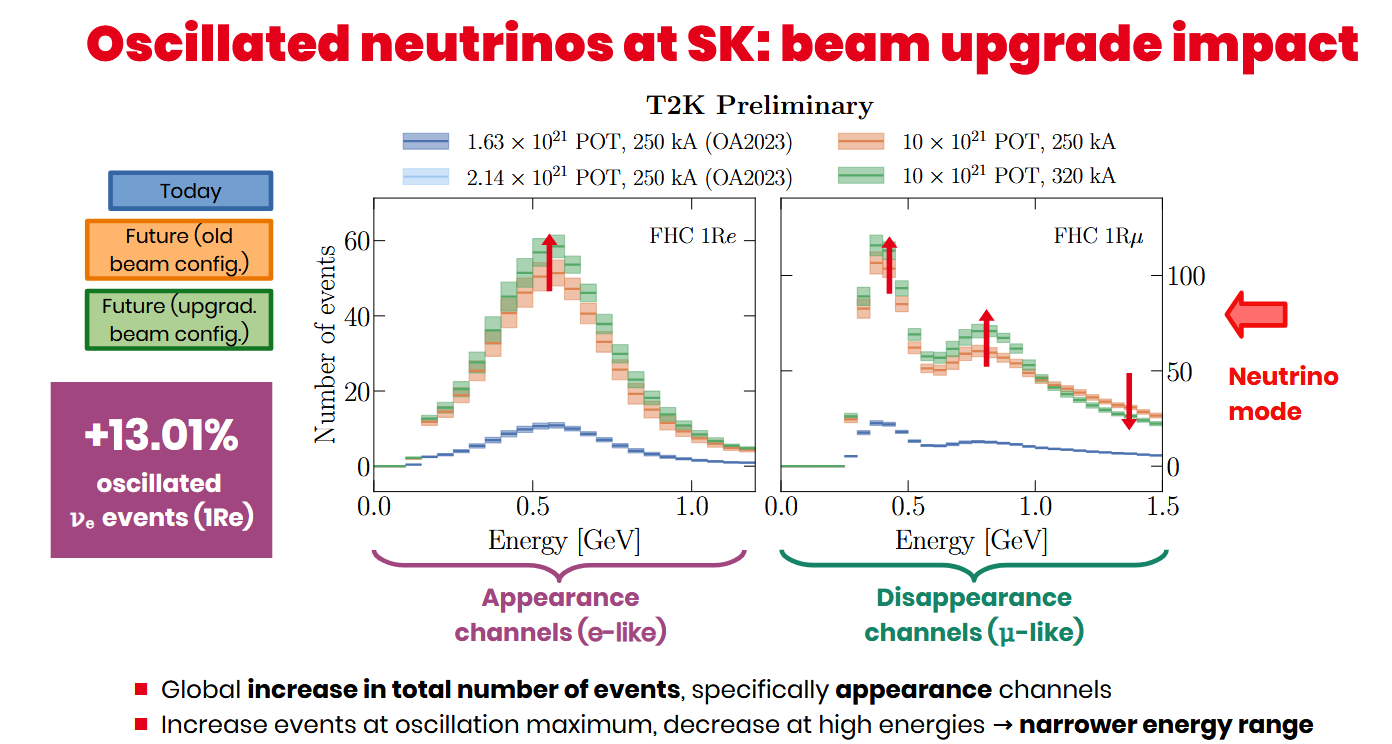 Oscillated neutrinos at SK: beam upgrade impact
T2K Preliminary
1.63 × 10²¹ POT, 250 kA (OA2023)
10 × 10²¹ POT, 250 kA
2.14 × 10²¹ POT, 250 kA (OA2023)
10 × 10²¹ POT, 320 kA
Today
Future (old
beam config.)
Future (upgrad.
beam config.)
+13.01%
oscillated
νₑ events (1Re)
Number of events
60
40
20
0
FHC 1Re
0.0
0.5
1.0
Energy [GeV]
FHC 1Rμ
100
50
0
0.0
0.5
1.0
1.5
Energy [GeV]
Neutrino
mode
Appearance
channels (e-like)
Disappearance
channels (μ-like)
■ Global increase in total number of events, specifically appearance channels
■ Increase events at oscillation maximum, decrease at high energies → narrower energy range